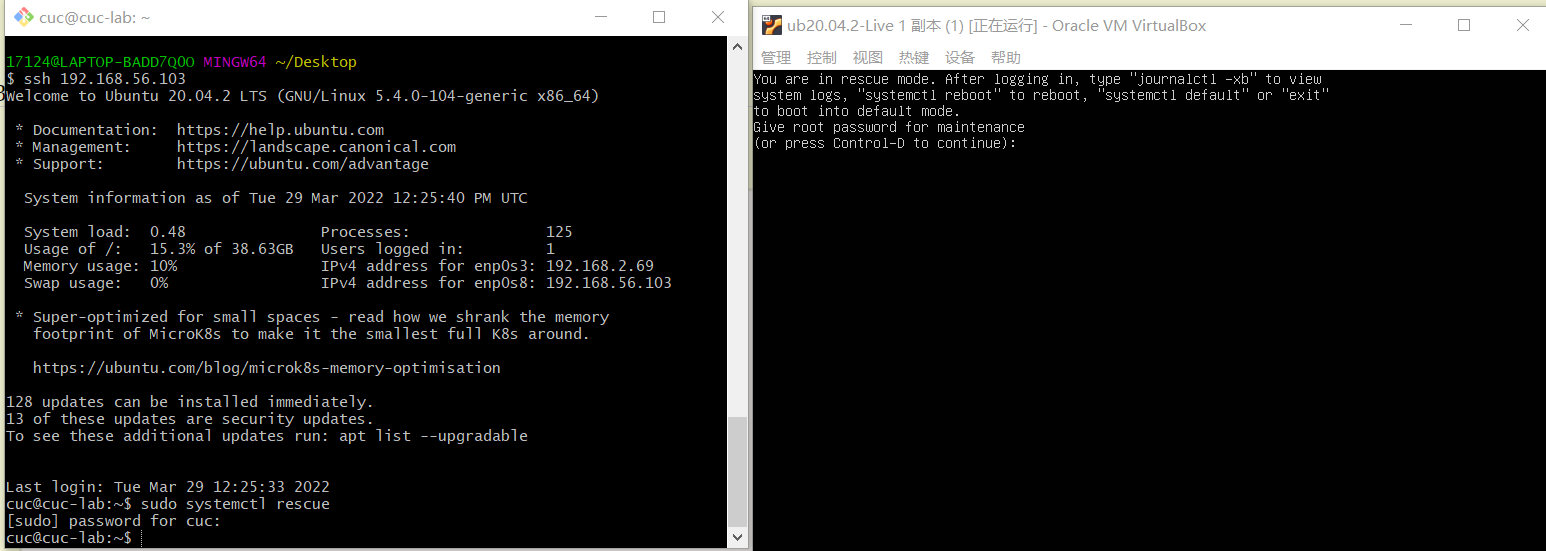 cuc@cuc-lab: ~
17124@LAPTOP-BADD7QOO MINGW64 ~/Desktop
$ ssh 192.168.56.103
Welcome to Ubuntu 20.04.2 LTS (GNU/Linux 5.4.0-104-generic x86_64)
* Documentation: https://help.ubuntu.com
* Management: https://landscape.canonical.com
* Support: https://ubuntu.com/advantage
System information as of Tue 29 Mar 2022 12:25:40 PM UTC
System load: 0.48 Processes: 125
Usage of /: 15.3% of 38.63GB Users logged in: 1
Memory usage: 10% IPv4 address for enp0s3: 192.168.2.69
Swap usage: 0% IPv4 address for enp0s8: 192.168.56.103
* Super-optimized for small spaces - read how we shrank the memory
footprint of MicroK8s to make it the smallest full K8s around.
https://ubuntu.com/blog/microk8s-memory-optimisation
128 updates can be installed immediately.
13 of these updates are security updates.
To see these additional updates run: apt list --upgradable
Last login: Tue Mar 29 12:25:33 2022
cuc@cuc-lab:~$ sudo systemctl rescue
[sudo] password for cuc:
cuc@cuc-lab:~$
ub20.04.2-Live 1 副本 (1) [正在运行] - Oracle VM VirtualBox
管理 控制 视图 热键 设备 帮助
You are in rescue mode. After logging in, type "journalctl -xb" to view
system logs, "systemctl reboot" to reboot, "systemctl default" or "exit"
to boot into default mode.
Give root password for maintenance
(or press Control-D to continue):